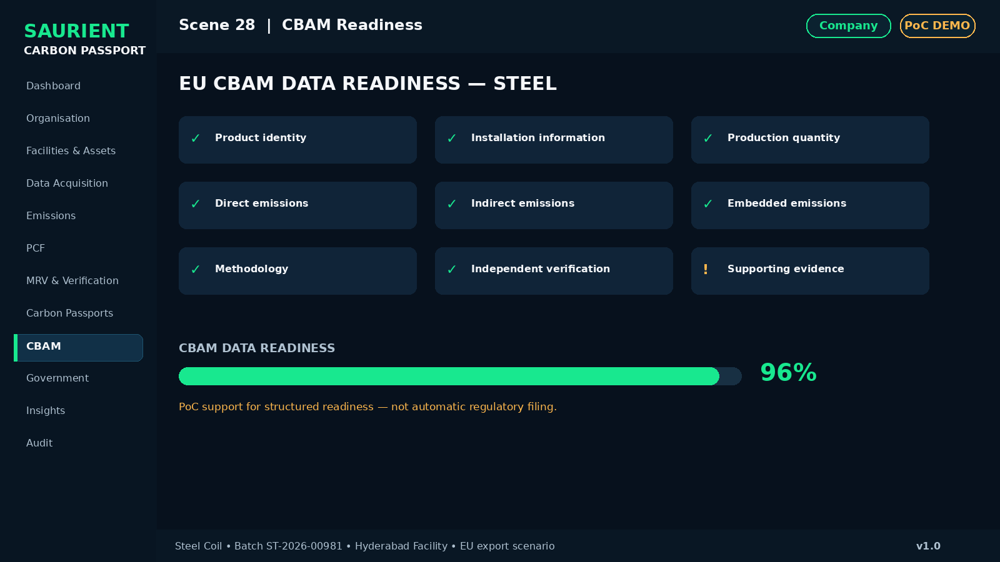 SAURIENT
CARBON PASSPORT
Dashboard
Organisation
Facilities & Assets
Data Acquisition
Emissions
PCF
MRV & Verification
Carbon Passports
CBAM
Government
Insights
Audit
Scene 28 | CBAM Readiness
Company
PoC DEMO
EU CBAM DATA READINESS — STEEL
✓ Product identity
✓ Installation information
✓ Production quantity
✓ Direct emissions
✓ Indirect emissions
✓ Embedded emissions
✓ Methodology
✓ Independent verification
! Supporting evidence
CBAM DATA READINESS
96%
PoC support for structured readiness — not automatic regulatory filing.
Steel Coil • Batch ST-2026-00981 • Hyderabad Facility • EU export scenario
v1.0